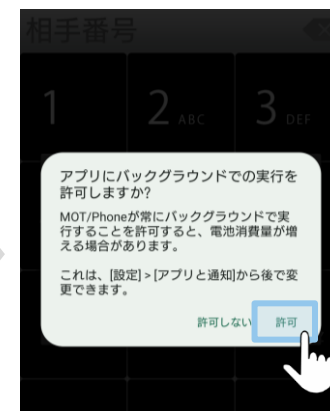 相手番号
1
2 ABC
3 DEF
アプリにバックグラウンドでの実行を
許可しますか?
MOT/Phoneが常にバックグラウンドで実
行することを許可すると、電池消費量が増
える場合があります。
これは、[設定] > [アプリと通知]から後で変
更できます。
許可しない 許可